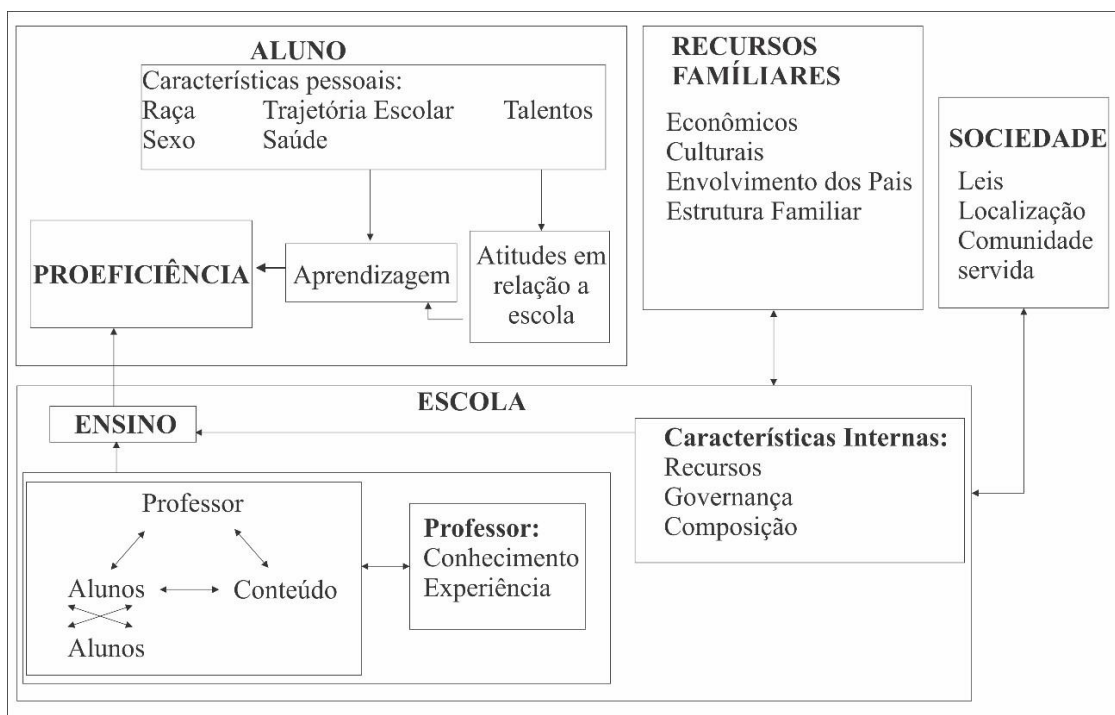 ALUNO
Características pessoais:
Raça Trajetória Escolar Talentos
Sexo Saúde
PROEFICIÊNCIA
Aprendizagem
Atitudes em
relação a
escola
RECURSOS
FAMÍLIARES
Econômicos
Culturais
Envolvimento dos Pais
Estrutura Familiar
SOCIEDADE
Leis
Localização
Comunidade
servida
ESCOLA
ENSINO
Professor
Alunos Conteúdo
Alunos
Professor:
Conhecimento
Experiência
Características Internas:
Recursos
Governança
Composição